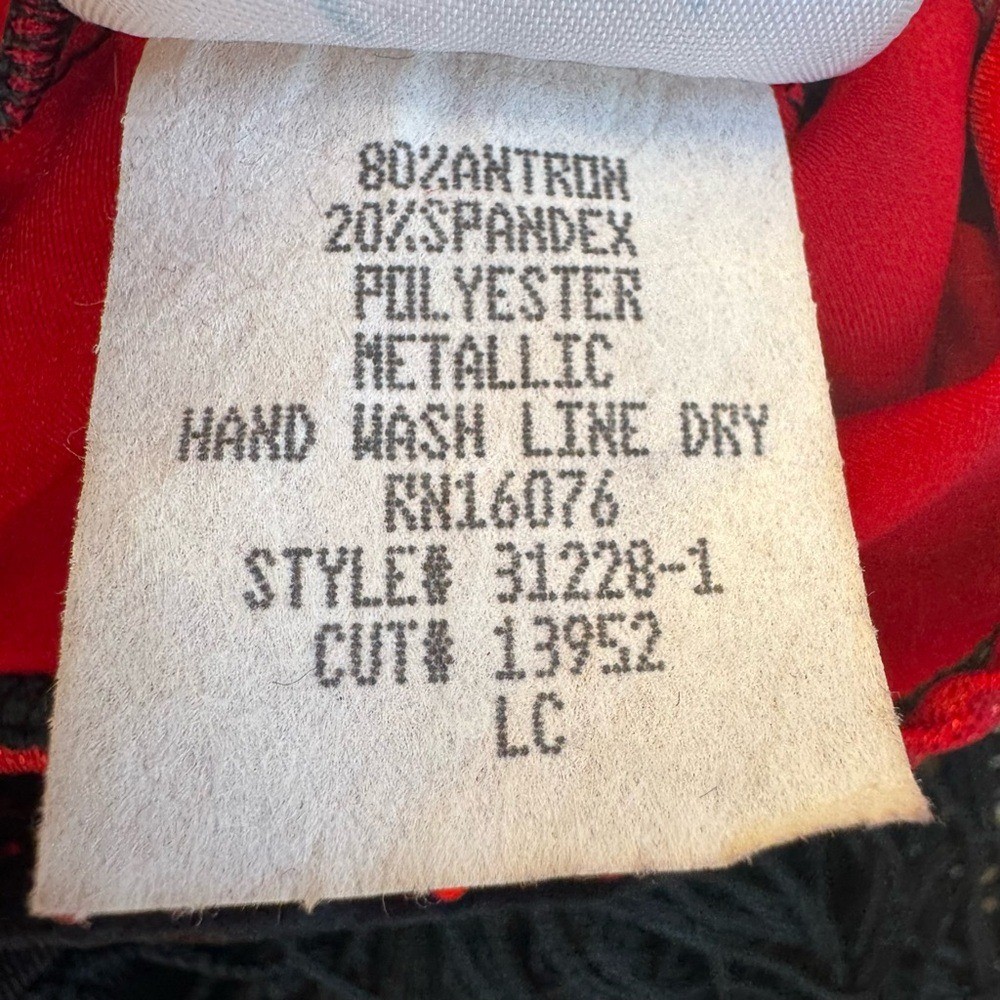 80%ANTRON
20%SPANDEX
POLYESTER
METALLIC
HAND WASH LINE DRY
RN16076
STYLE# 31228-1
CUT# 13952
LC